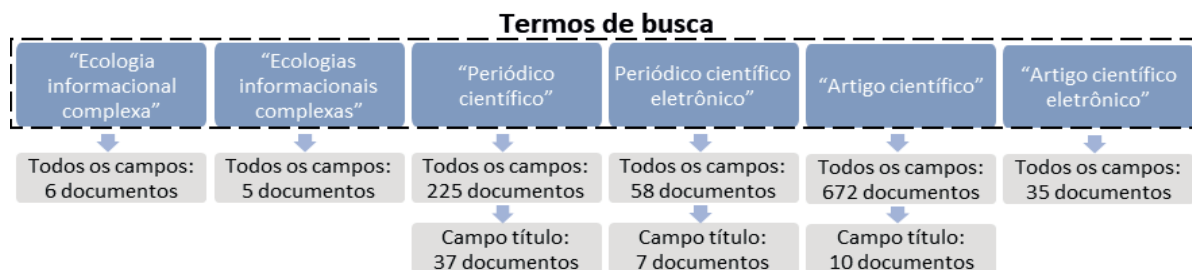 Termos de busca
“Ecologia
informacional
complexa”
“Ecologias
informacionais
complexas”
“Periódico
científico”
Periódico científico
eletrônico”
“Artigo científico”
“Artigo científico
eletrônico”
Todos os campos:
6 documentos
Todos os campos:
5 documentos
Todos os campos:
225 documentos
Todos os campos:
58 documentos
Todos os campos:
672 documentos
Todos os campos:
35 documentos
Campo título:
37 documentos
Campo título:
7 documentos
Campo título:
10 documentos